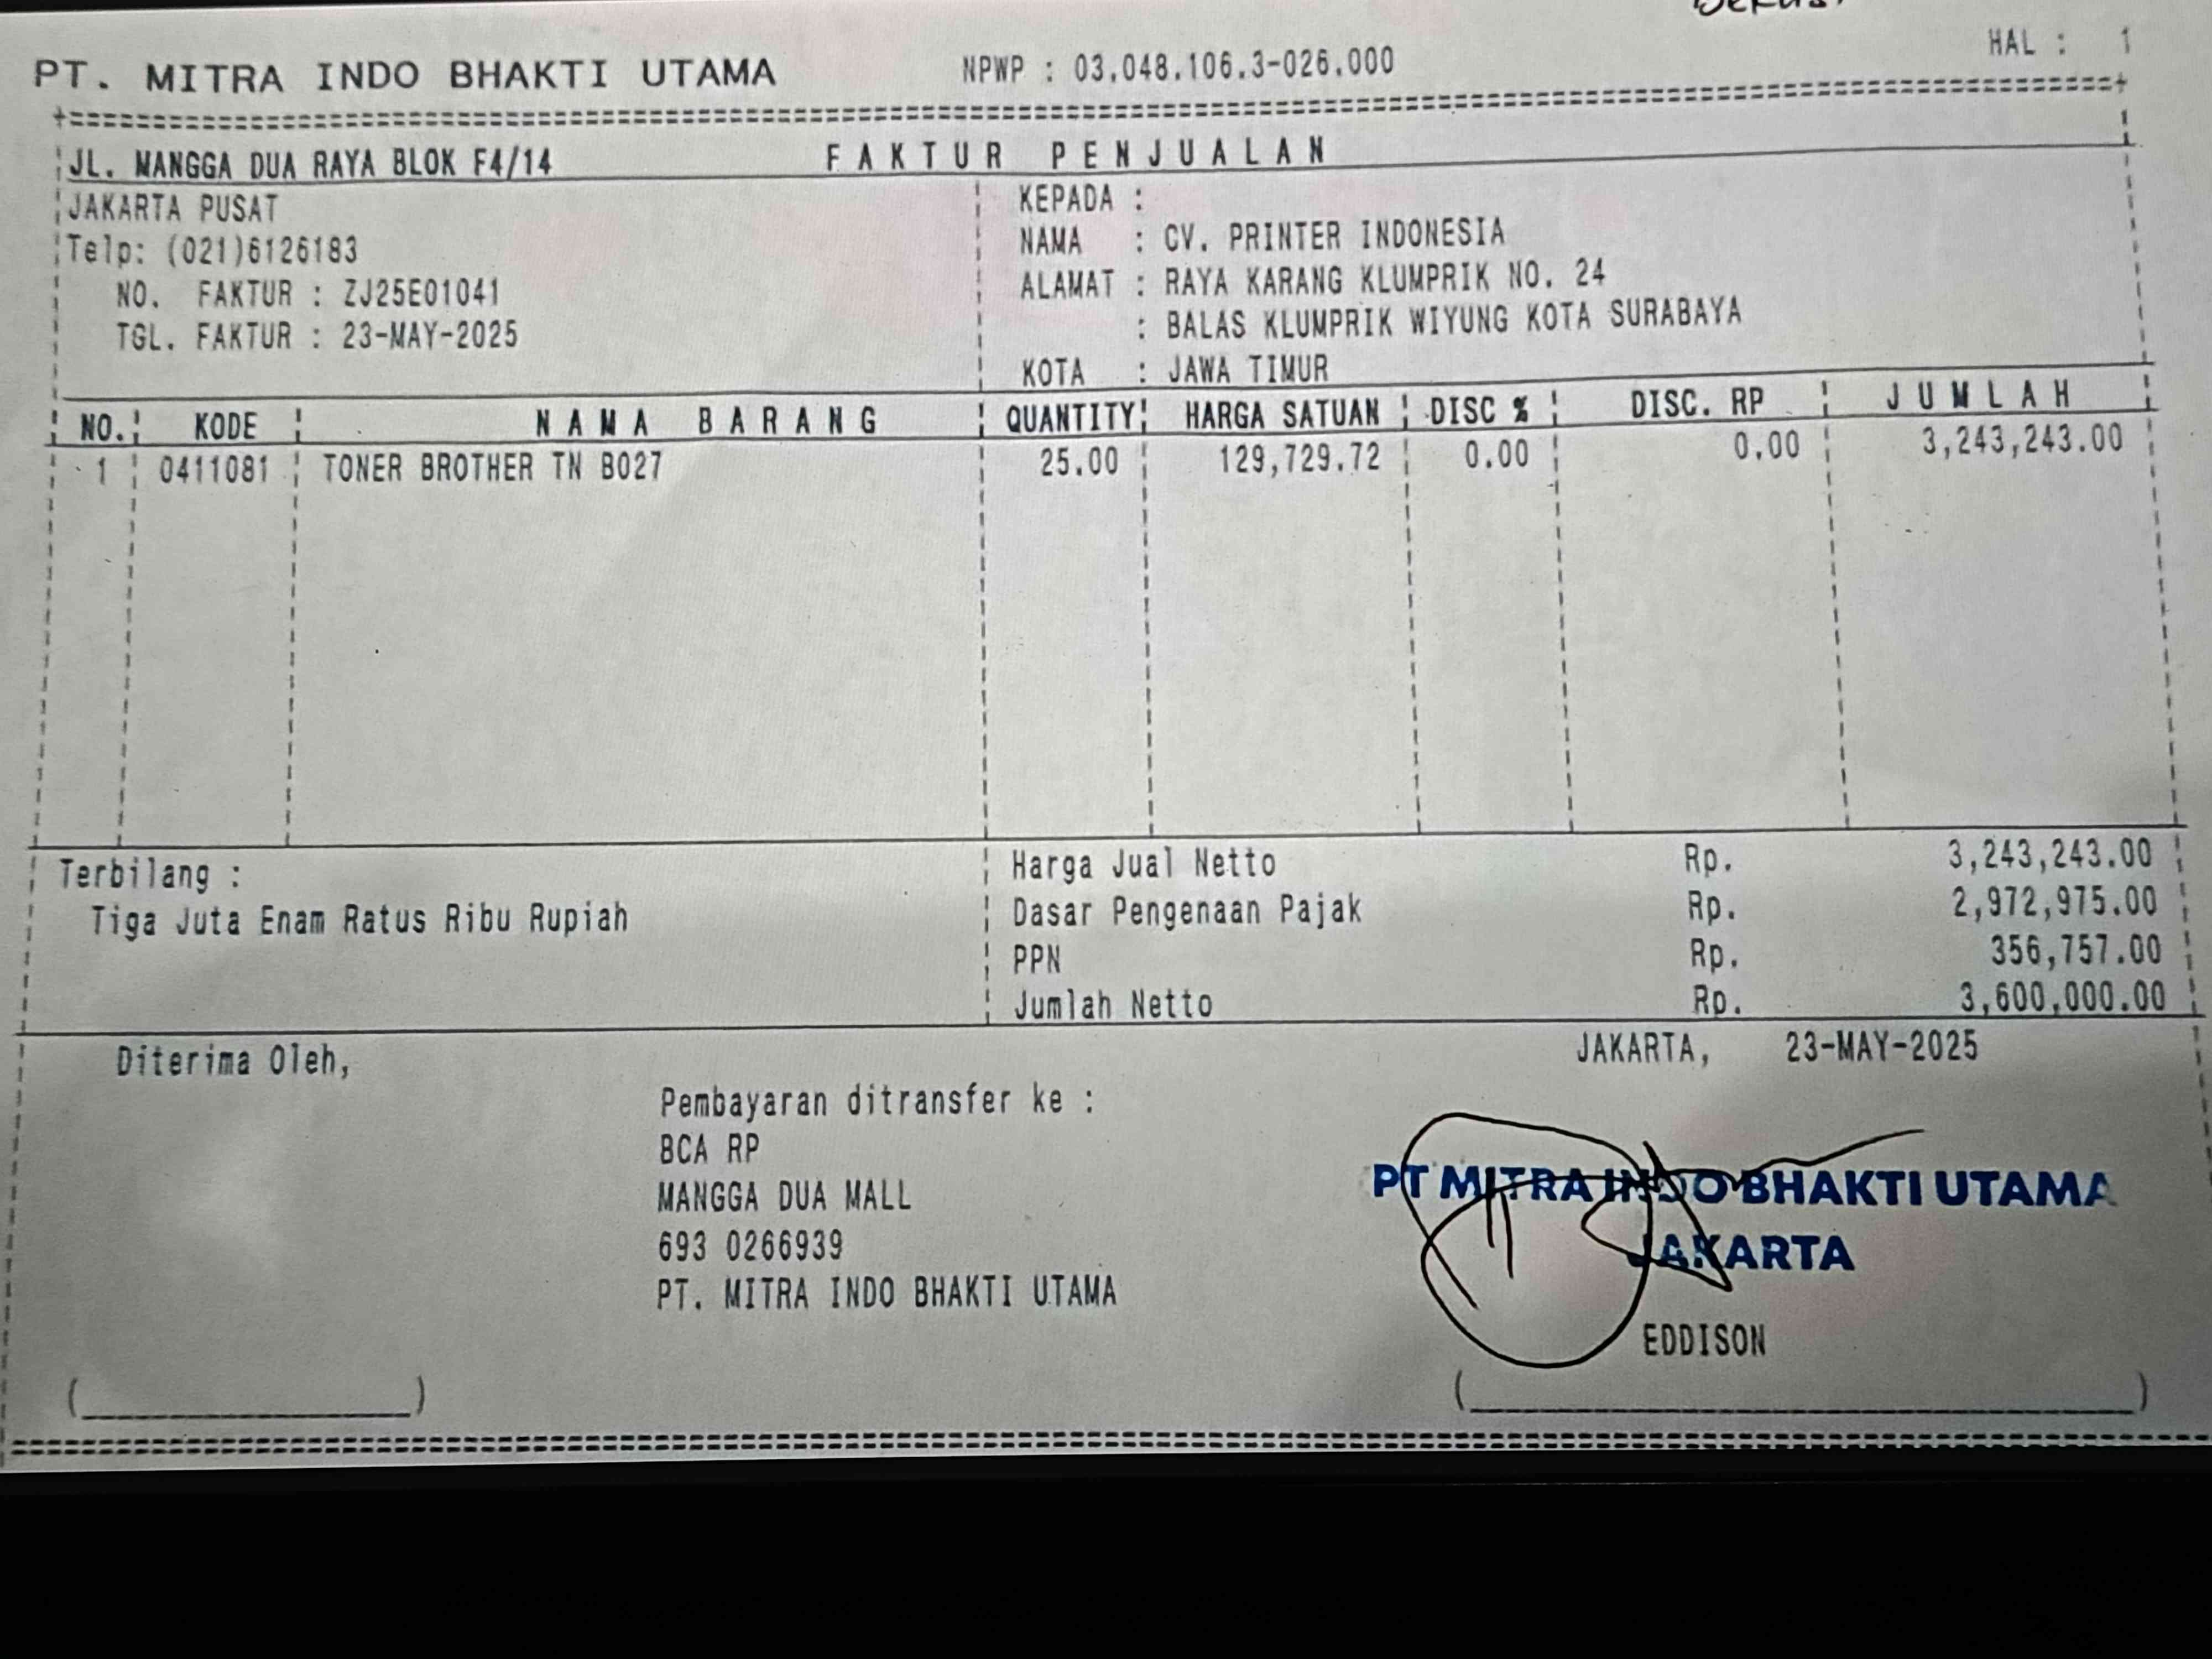 PT. MITRA INDO BHAKTI UTAMA NPWP : 03.048.106.3-026.000 HAL : 1
JL. MANGGA DUA RAYA BLOK F4/14 FAKTUR PENJUALAN
JAKARTA PUSAT
Telp: (021)6126183
NO. FAKTUR : ZJ25E01041
TGL. FAKTUR : 23-MAY-2025
KEPADA :
NAMA : CV. PRINTER INDONESIA
ALAMAT : RAYA KARANG KLUMPRIK NO. 24
: BALAS KLUMPRIK WIYUNG KOTA SURABAYA
KOTA : JAWA TIMUR
NO. KODE NAMA BARANG QUANTITY HARGA SATUAN DISC % DISC. RP JUMLAH
1 0411081 TONER BROTHER TN B027 25.00 129,729.72 0.00 0.00 3,243,243.00
Terbilang :
Tiga Juta Enam Ratus Ribu Rupiah
Harga Jual Netto Rp. 3,243,243.00
Dasar Pengenaan Pajak Rp. 2,972,975.00
PPN Rp. 356,757.00
Jumlah Netto Rp. 3,600,000.00
Diterima Oleh,
JAKARTA, 23-MAY-2025
Pembayaran ditransfer ke :
BCA RP
MANGGA DUA MALL
693 0266939
PT. MITRA INDO BHAKTI UTAMA
PT MITRA INDO BHAKTI UTAMA
JAKARTA
EDDISON